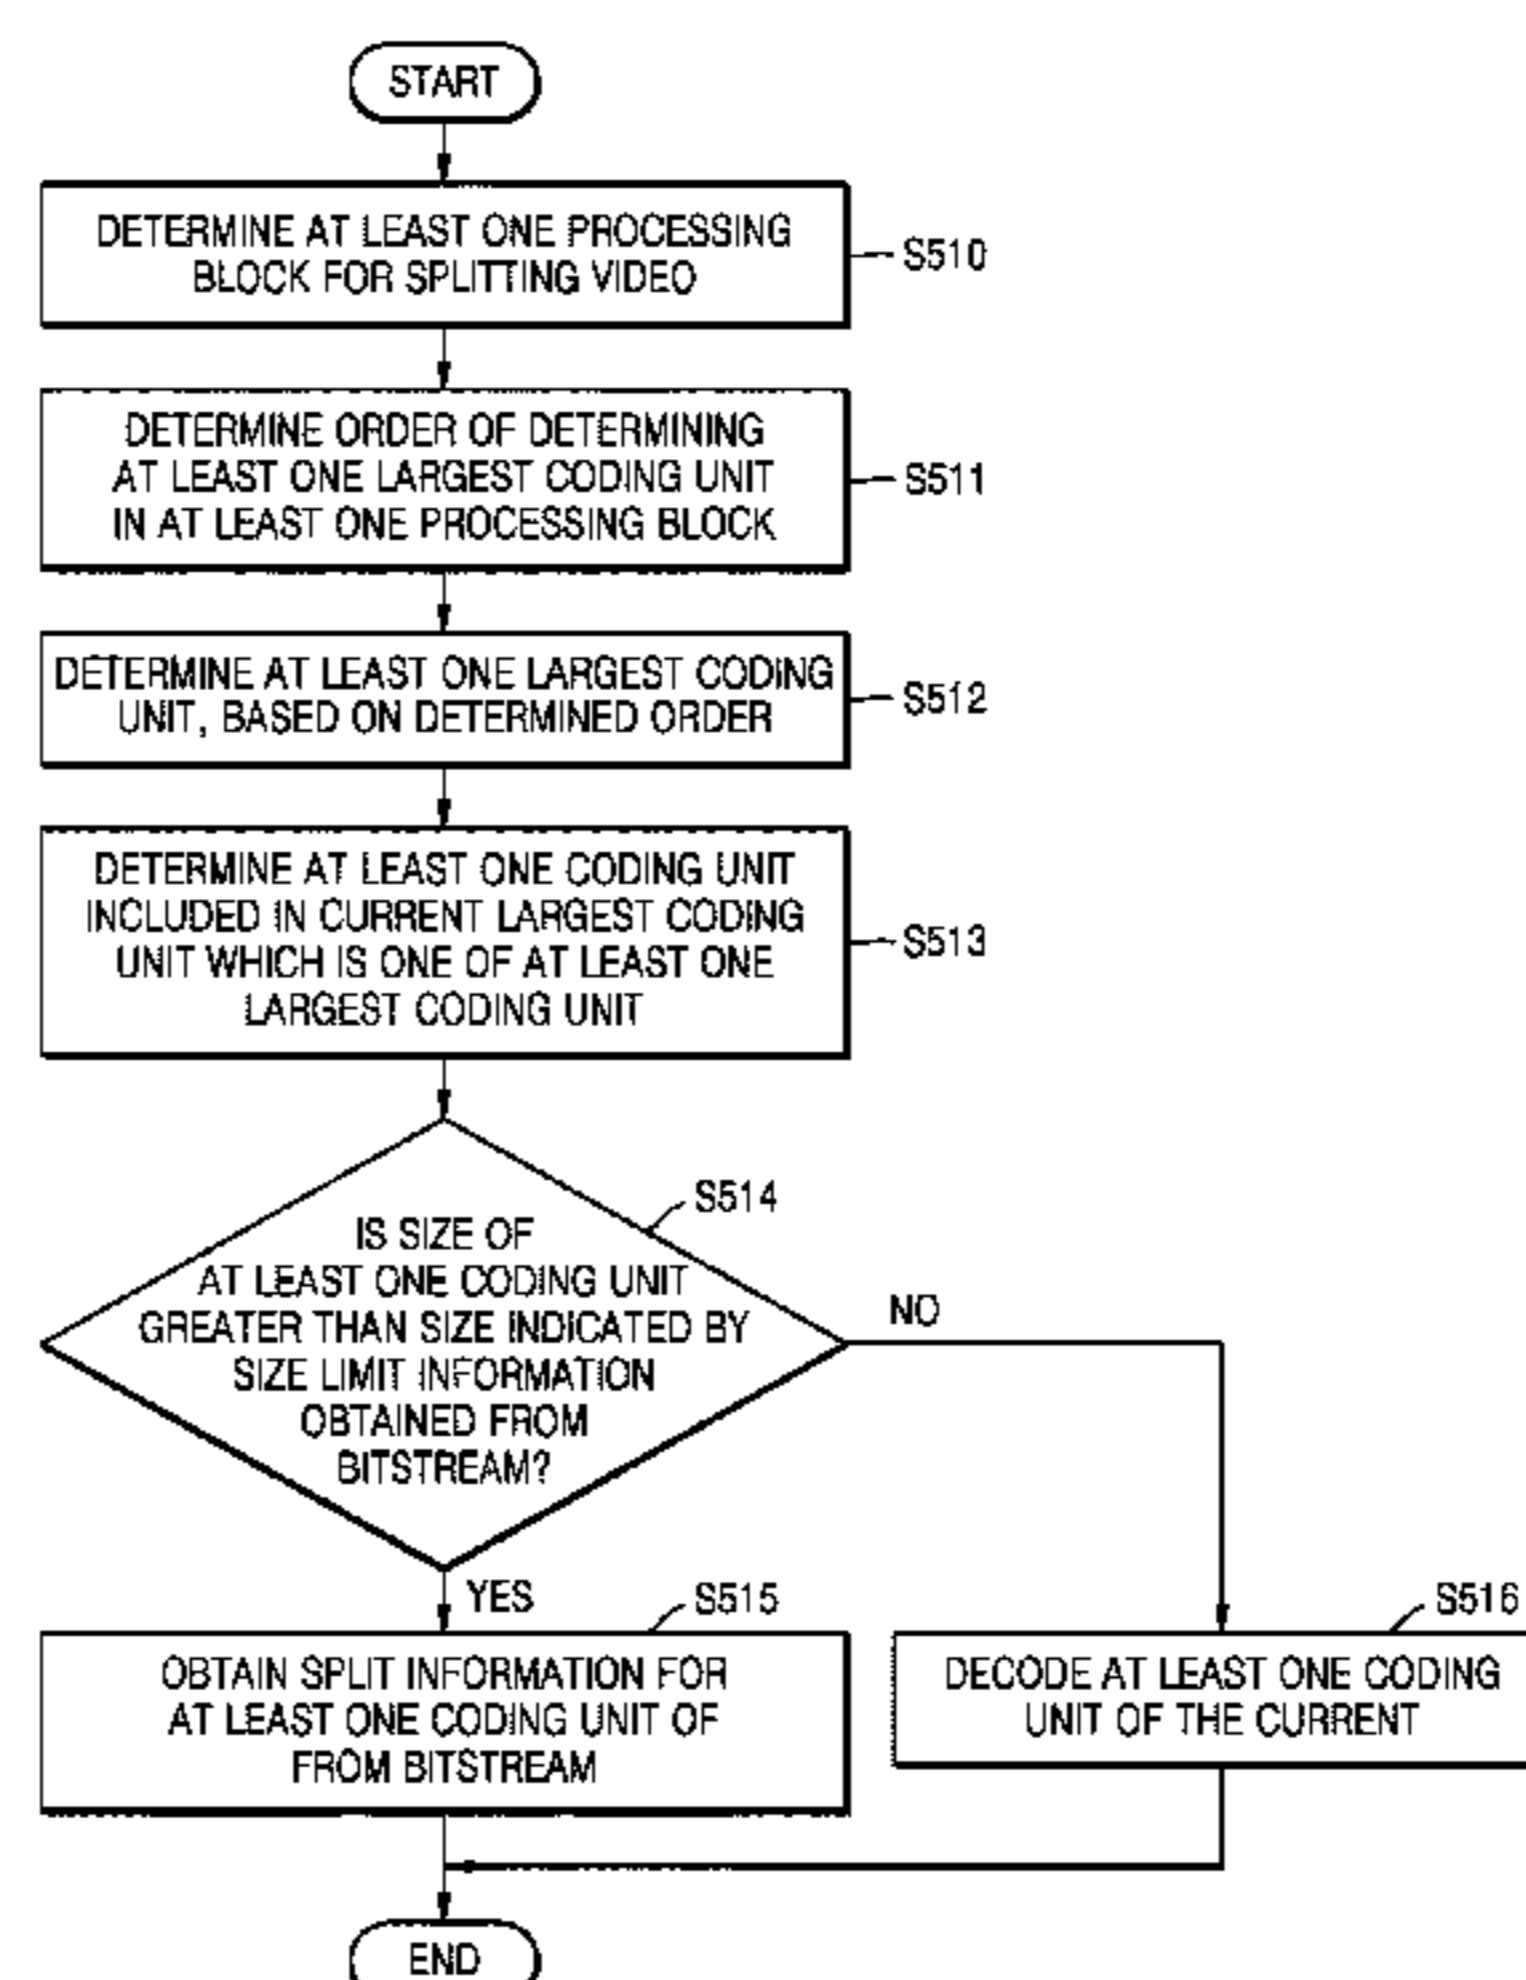 START
DETERMINE AT LEAST ONE PROCESSING
BLOCK FOR SPLITTING VIDEO
S510
DETERMINE ORDER OF DETERMINING
AT LEAST ONE LARGEST CODING UNIT
IN AT LEAST ONE PROCESSING BLOCK
S511
DETERMINE AT LEAST ONE LARGEST CODING
UNIT, BASED ON DETERMINED ORDER
S512
DETERMINE AT LEAST ONE CODING UNIT
INCLUDED IN CURRENT LARGEST CODING
UNIT WHICH IS ONE OF AT LEAST ONE
LARGEST CODING UNIT
S513
S514
IS SIZE OF
AT LEAST ONE CODING UNIT
GREATER THAN SIZE INDICATED BY
SIZE LIMIT INFORMATION
OBTAINED FROM
BITSTREAM?
NO
YES
S515
OBTAIN SPLIT INFORMATION FOR
AT LEAST ONE CODING UNIT OF
FROM BITSTREAM
S516
DECODE AT LEAST ONE CODING
UNIT OF THE CURRENT
END